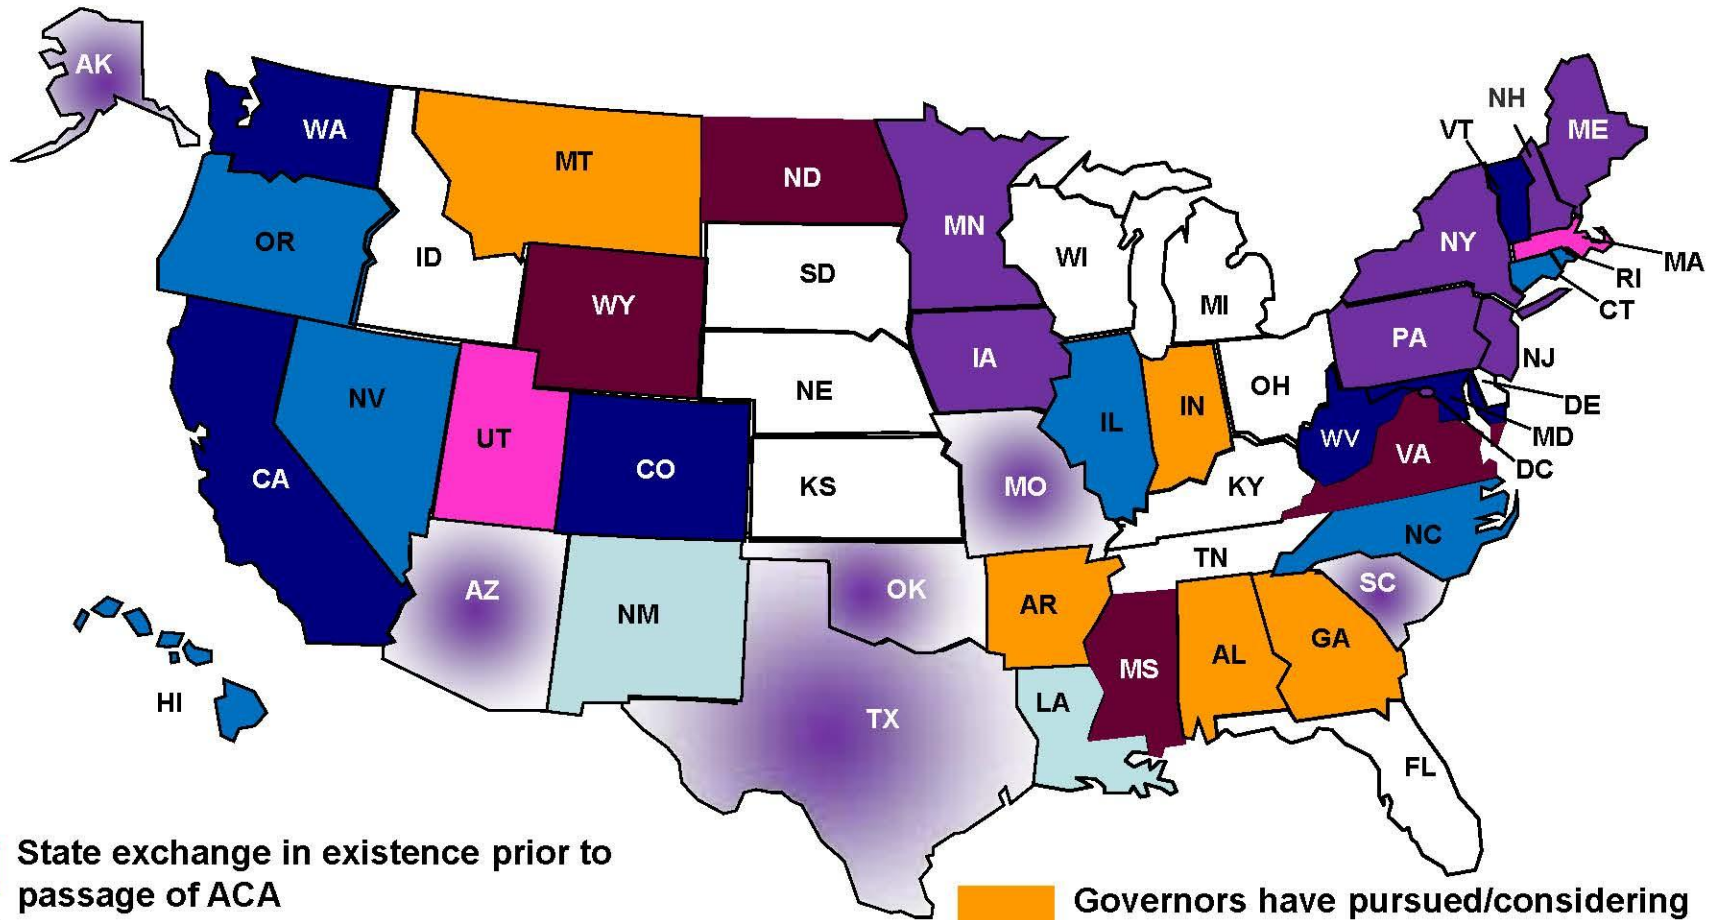 AK
NH
VT
ME
WA
MT
ND
MN
OR
ID
SD
WI
NY
MA
RI
MI
CT
WY
PA
IA
NJ
NE
OH
NV
IL
IN
DE
UT
WV
MD
CA
CO
VA
DC
KS
MO
KY
NC
TN
AZ
OK
SC
NM
AR
GA
AL
MS
LA
HI
TX
FL
State exchange in existence prior to
passage of ACA
Governors have pursued/considering